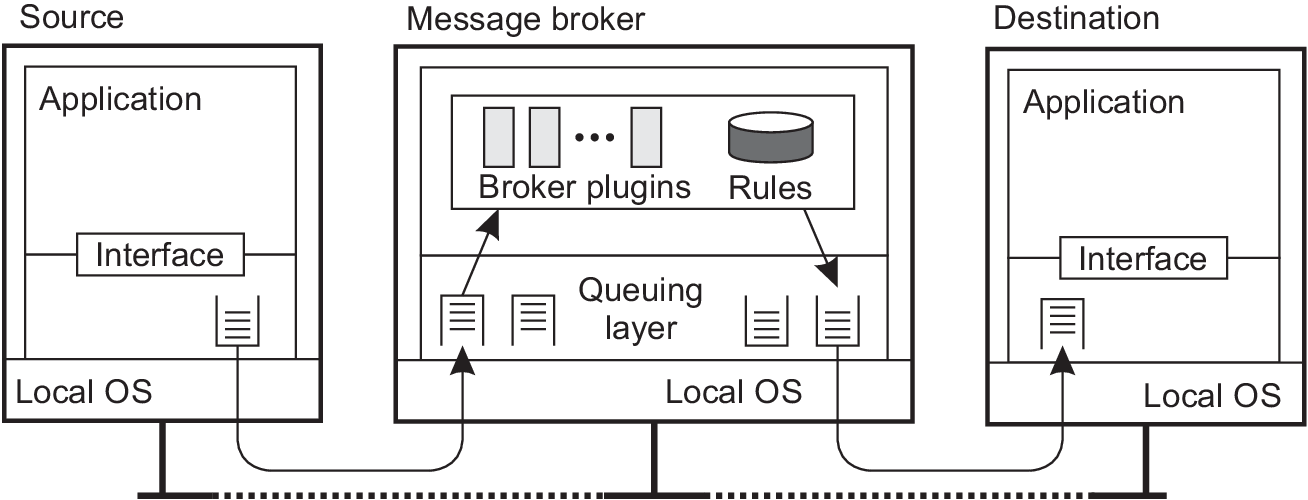 Source
Message broker
Destination
Application
Application
Broker plugins
Rules
Interface
Interface
Queuing
layer
Local OS
Local OS
Local OS